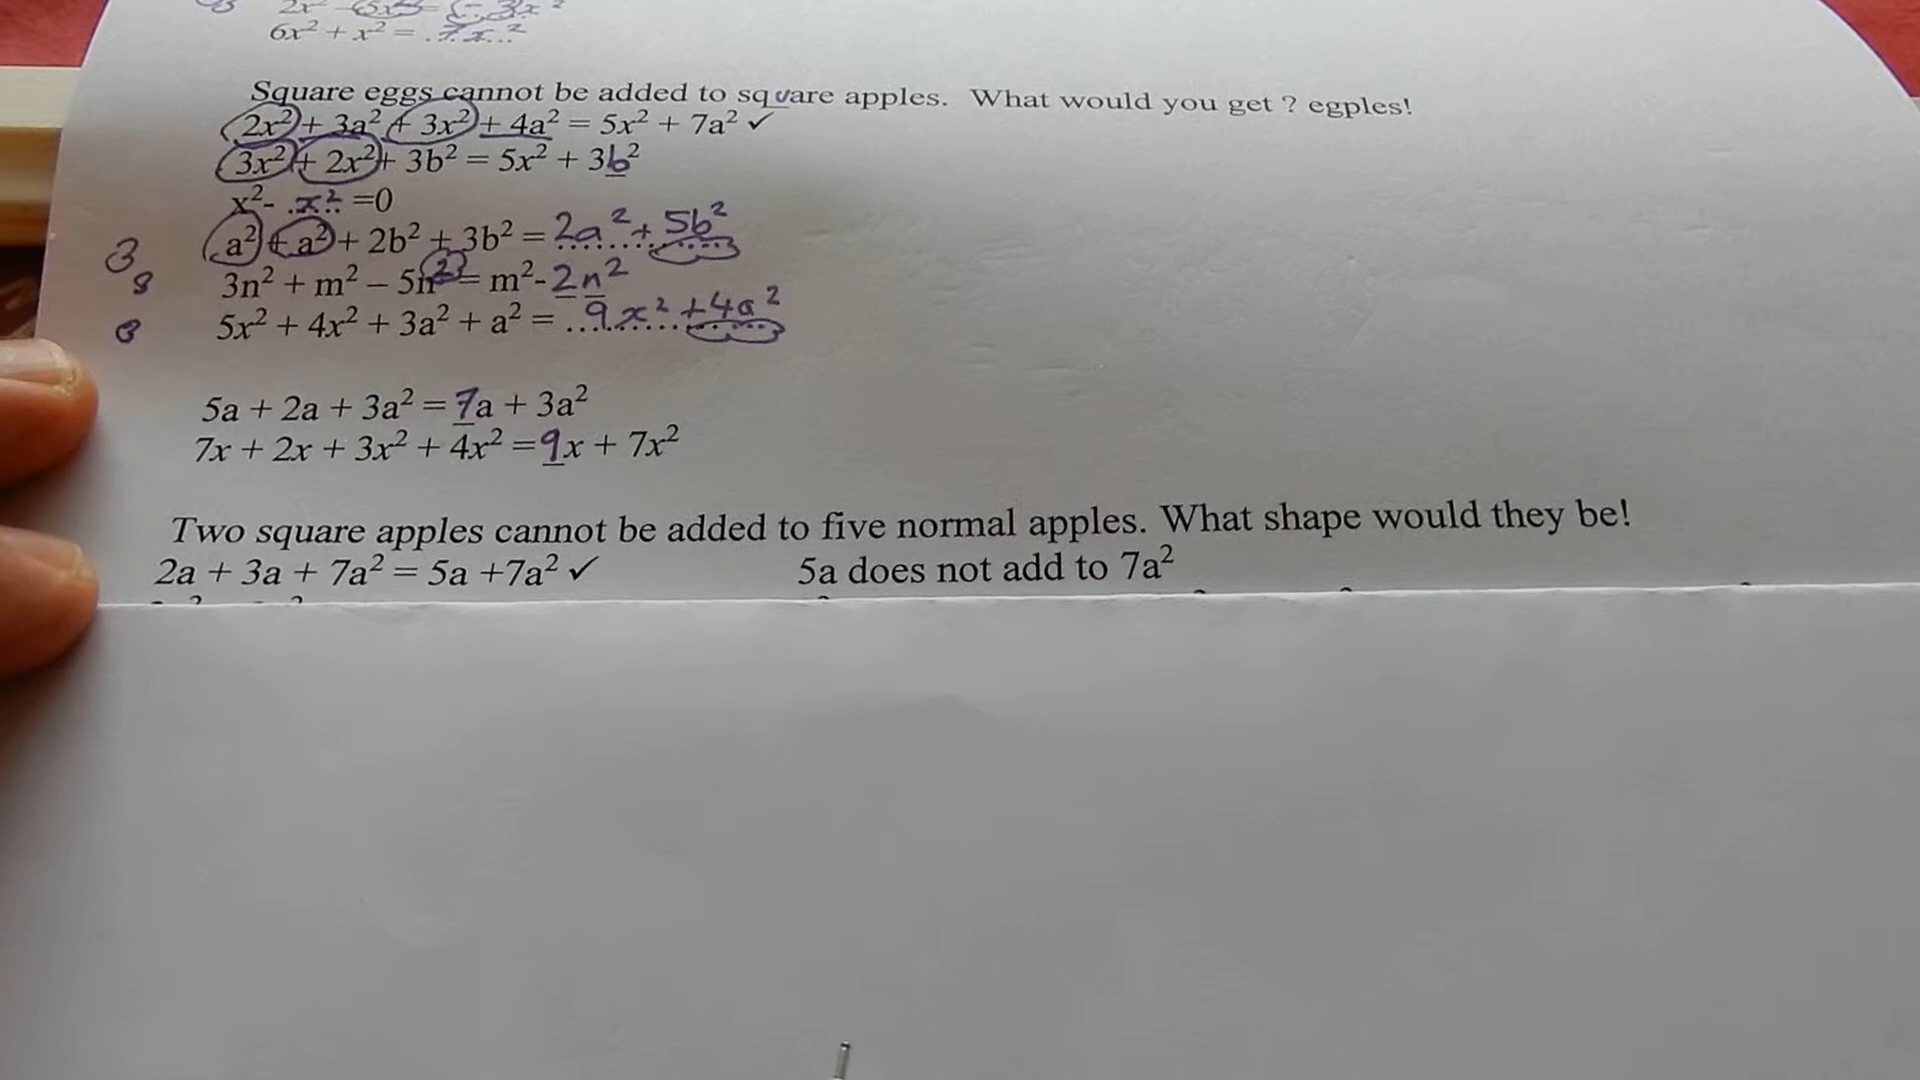 2x² - 5x² = - 3x²
6x² + x² = 7x²
Square eggs cannot be added to square apples. What would you get ? egples!
2x² + 3a² + 3x² + 4a² = 5x² + 7a² ✓
3x² + 2x² + 3b² = 5x² + 3b²
x²- x² =0
a² + a² + 2b² + 3b² = 2a² + 5b²
3n² + m² – 5n² = m²- 2n²
5x² + 4x² + 3a² + a² = 9x² + 4a²
5a + 2a + 3a² = 7a + 3a²
7x + 2x + 3x² + 4x² = 9x + 7x²
Two square apples cannot be added to five normal apples. What shape would they be!
2a + 3a + 7a² = 5a +7a² ✓ 5a does not add to 7a²